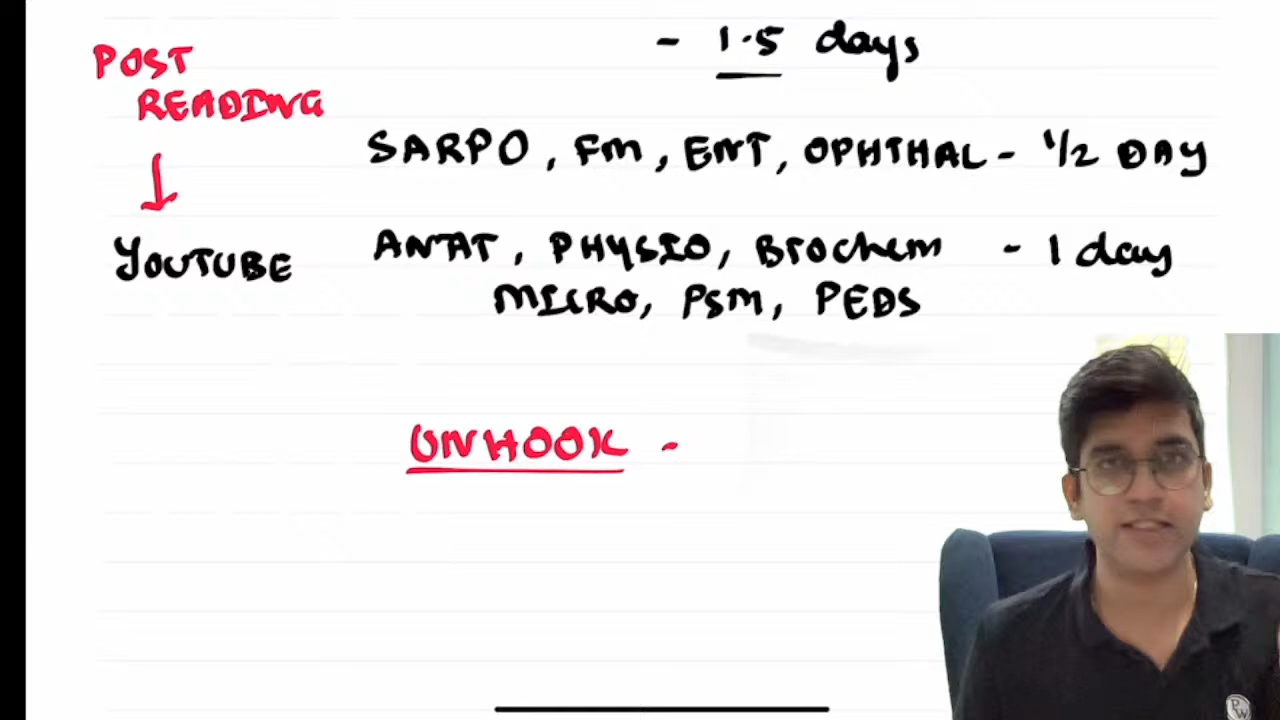 - 1.5 days
POST
READING
SARPO, FM, ENT, OPHTHAL - 1/2 DAY
↓
YOUTUBE
ANAT, PHYSIO, Biochem - 1 day
MICRO, PSM, PEDS
UNHOOK -
PW